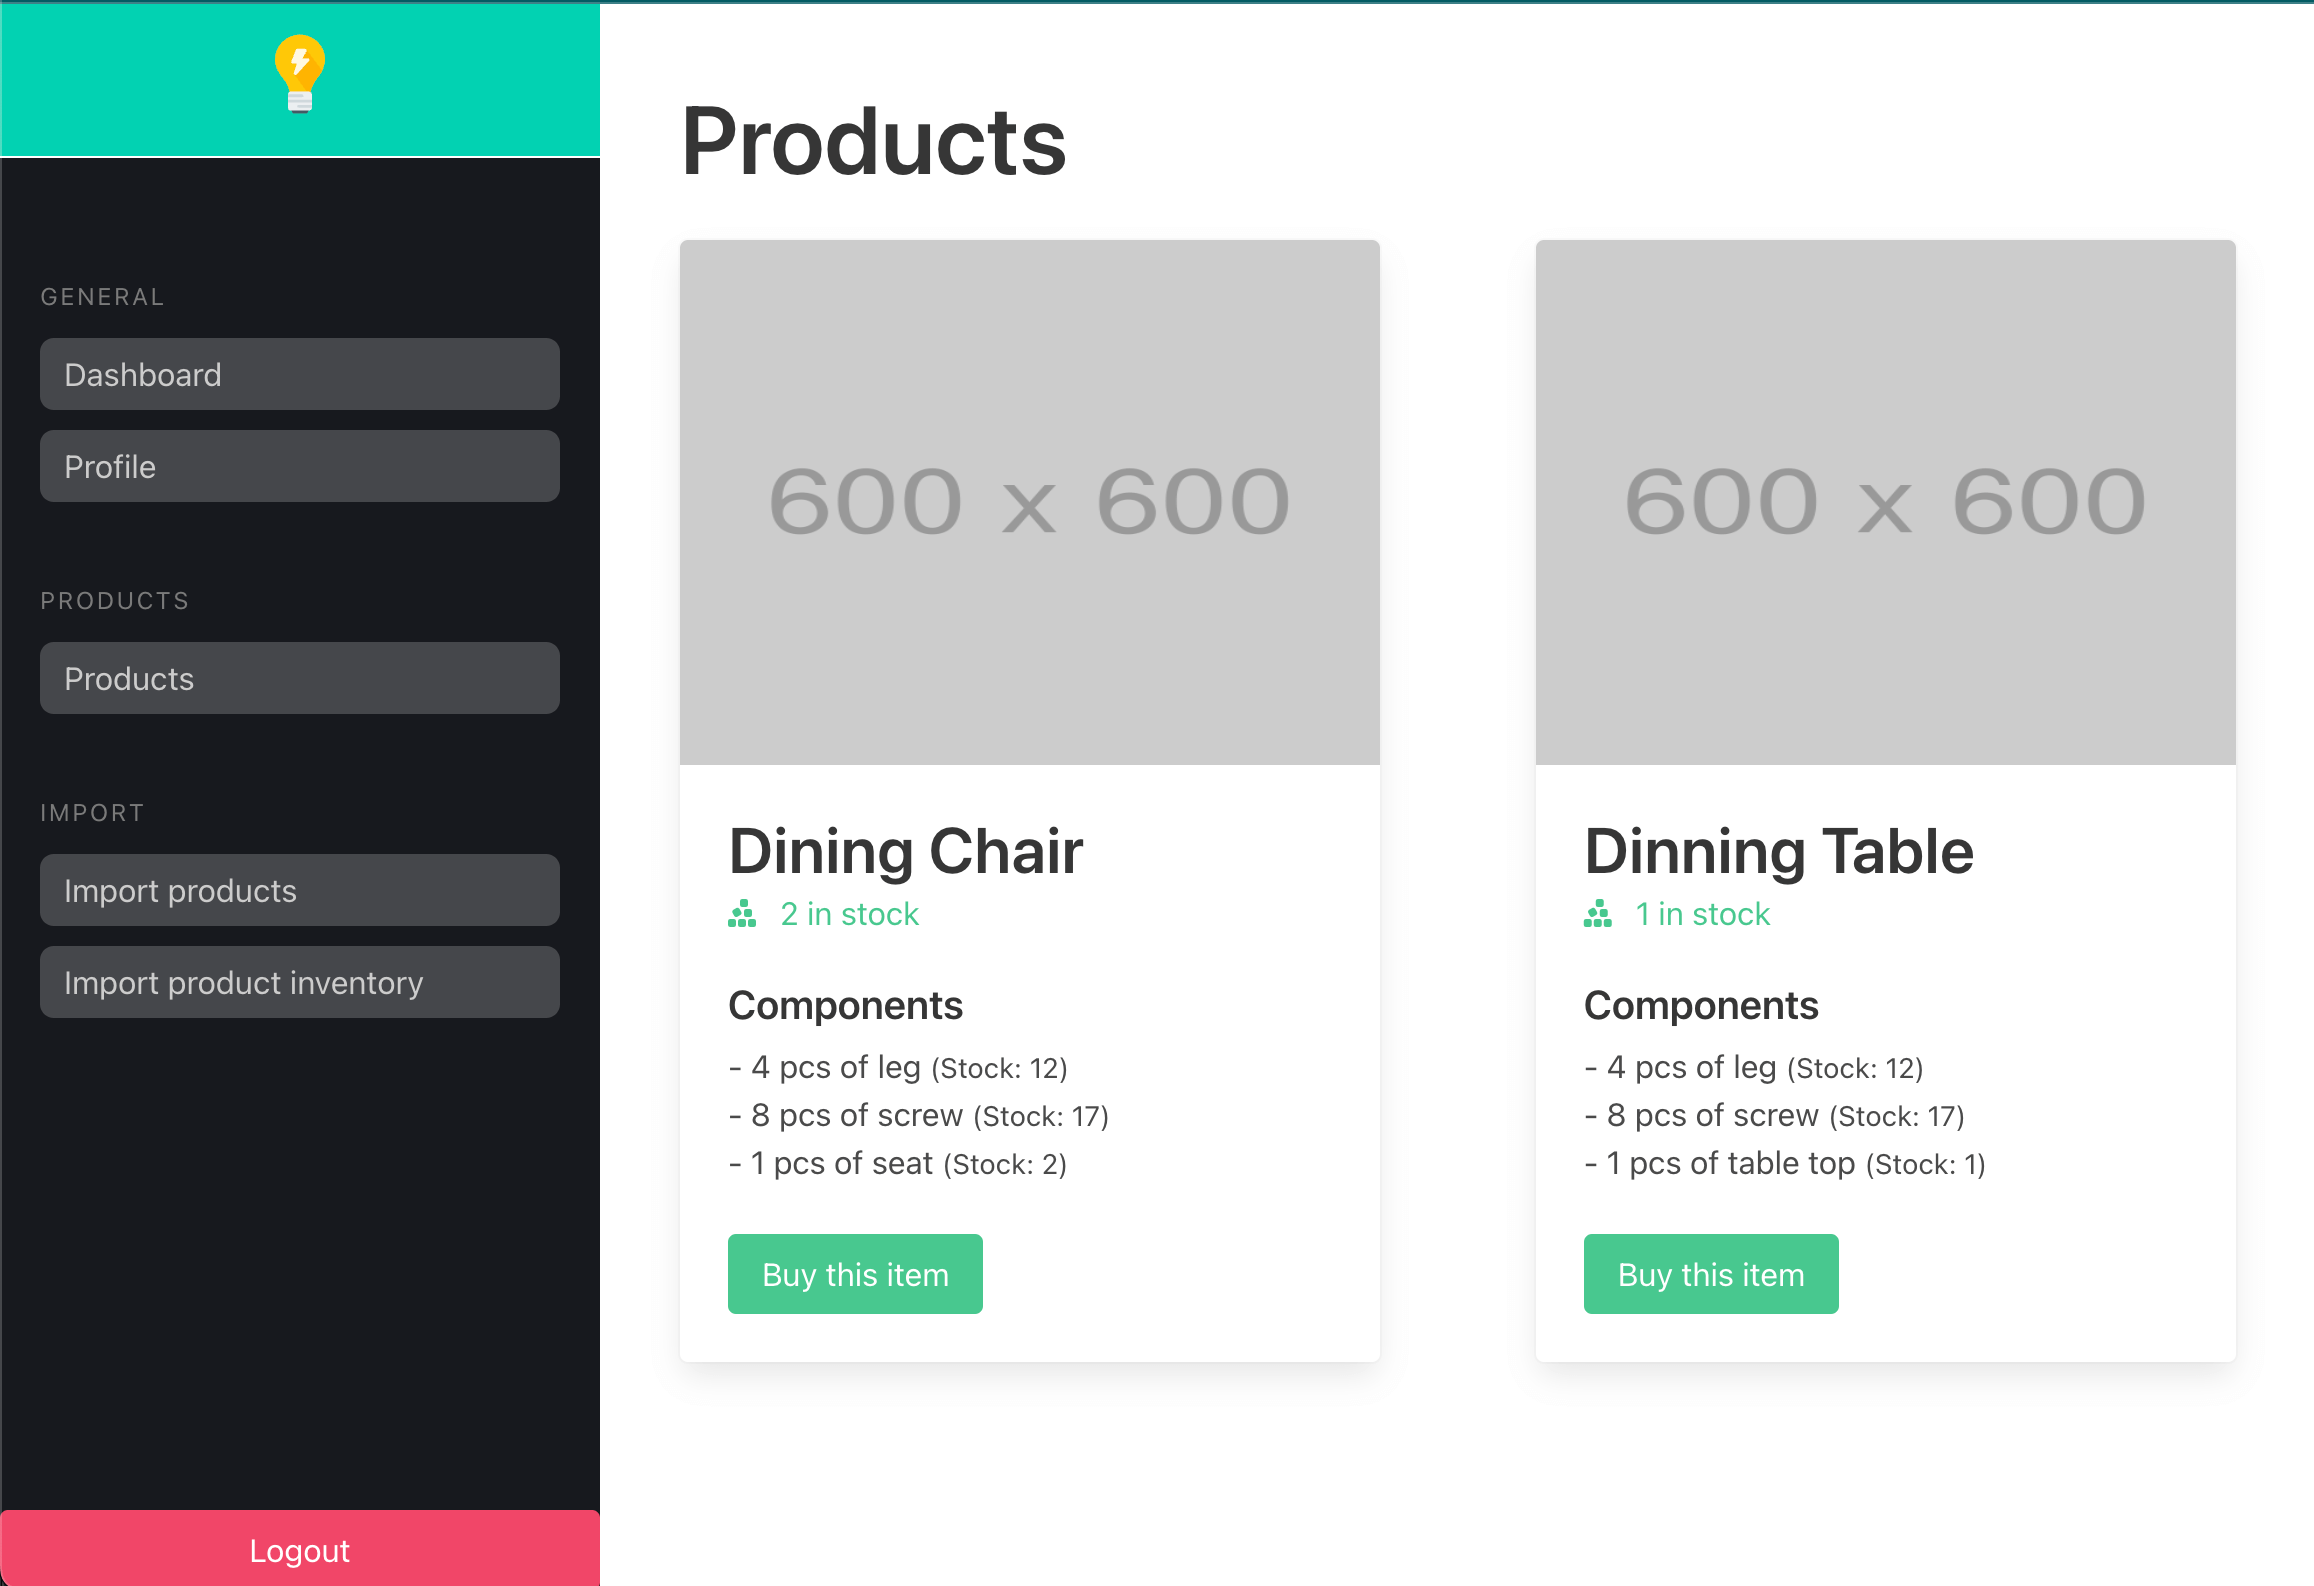 GENERAL
Dashboard
Profile
PRODUCTS
Products
IMPORT
Import products
Import product inventory
Logout
Products
600 x 600
Dining Chair
2 in stock
Components
- 4 pcs of leg (Stock: 12)
- 8 pcs of screw (Stock: 17)
- 1 pcs of seat (Stock: 2)
Buy this item
600 x 600
Dinning Table
1 in stock
Components
- 4 pcs of leg (Stock: 12)
- 8 pcs of screw (Stock: 17)
- 1 pcs of table top (Stock: 1)
Buy this item